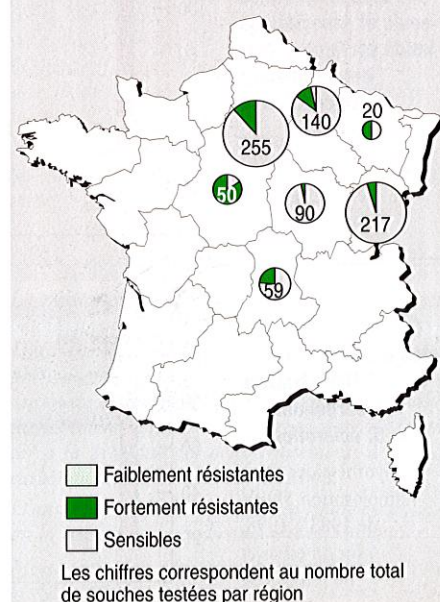 20
140
255
50
90
217
59
Faiblement résistantes
Fortement résistantes
Sensibles
Les chiffres correspondent au nombre total
de souches testées par région